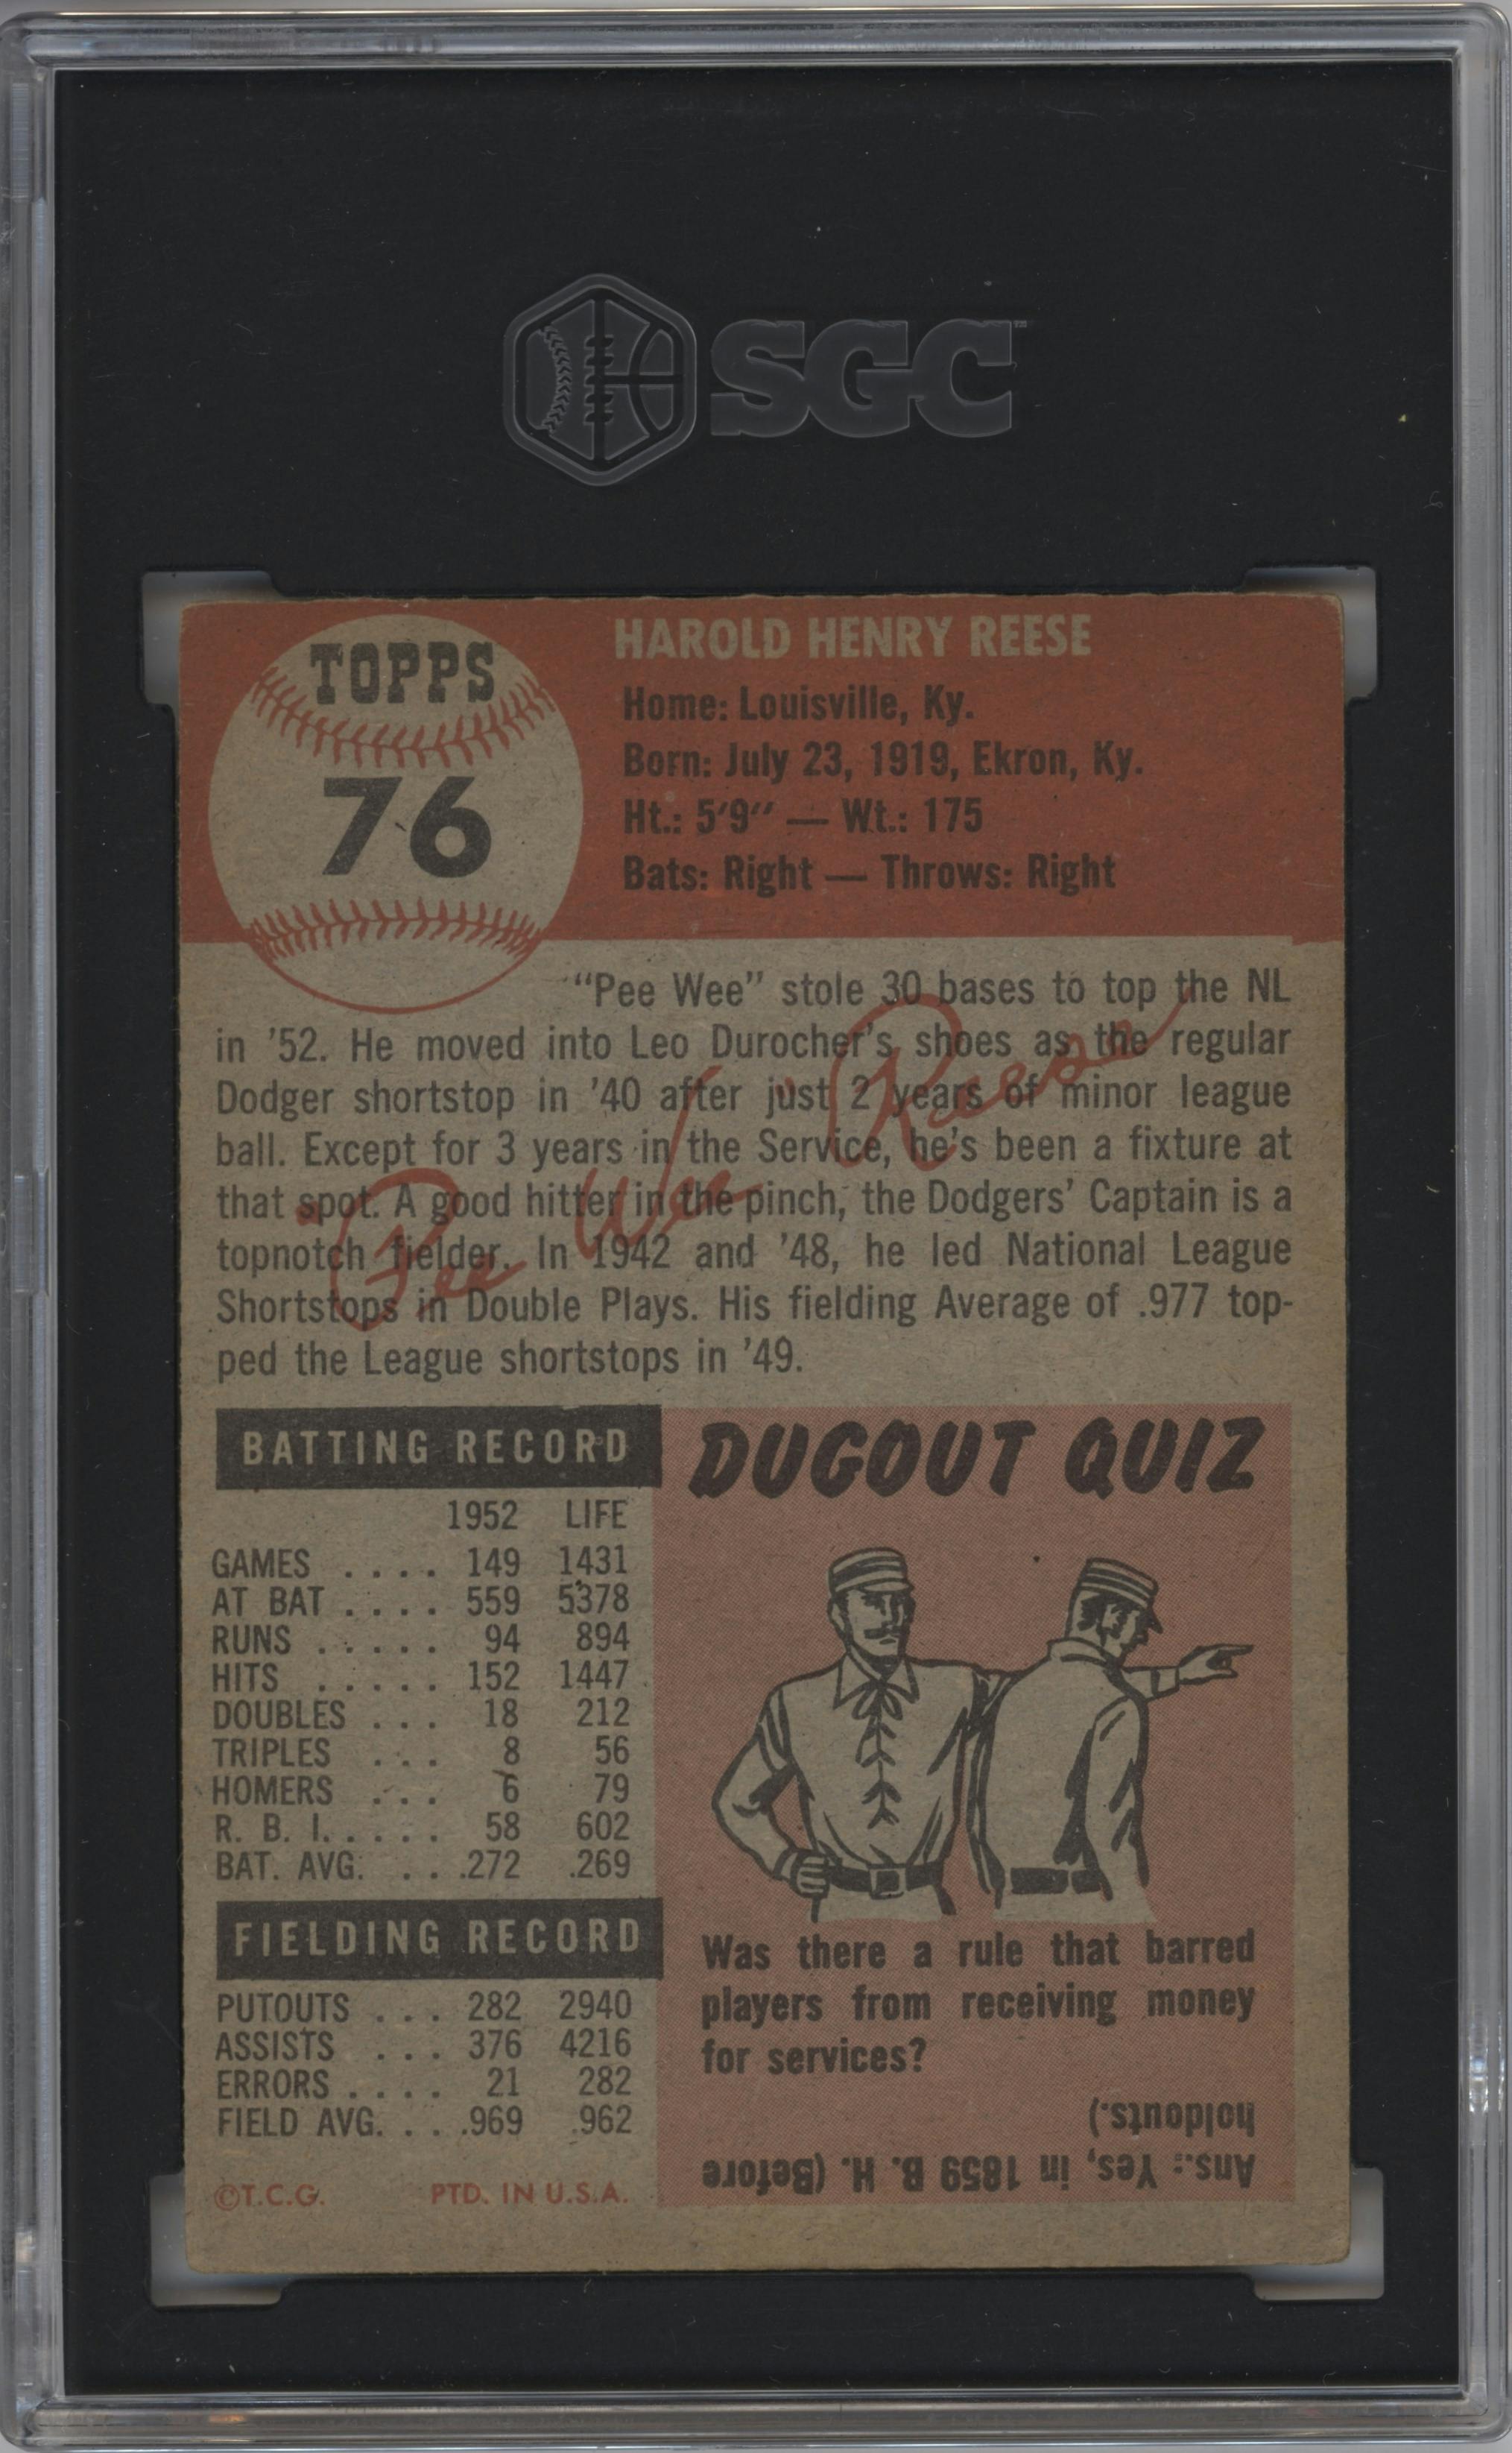 SGC™
TOPPS
76
HAROLD HENRY REESE
Home: Louisville, Ky.
Born: July 23, 1919, Ekron, Ky.
Ht.: 5'9" — Wt.: 175
Bats: Right — Throws: Right
"Pee Wee" stole 30 bases to top the NL
in '52. He moved into Leo Durocher's shoes as the regular
Dodger shortstop in '40 after just 2 years of minor league
ball. Except for 3 years in the Service, he's been a fixture at
that spot. A good hitter in the pinch, the Dodgers' Captain is a
topnotch fielder. In 1942 and '48, he led National League
Shortstops in Double Plays. His fielding Average of .977 top-
ped the League shortstops in '49.
"Pee Wee" Reese
BATTING RECORD
1952 LIFE
GAMES .... 149 1431
AT BAT .... 559 5378
RUNS ..... 94 894
HITS ..... 152 1447
DOUBLES ... 18 212
TRIPLES ... 8 56
HOMERS ... 6 79
R. B. I. .... 58 602
BAT. AVG. ... .272 .269
FIELDING RECORD
PUTOUTS ... 282 2940
ASSISTS ... 376 4216
ERRORS .... 21 282
FIELD AVG. ... .969 .962
©T.C.G. PTD. IN U.S.A.
DUGOUT QUIZ
Was there a rule that barred
players from receiving money
for services?
Ans.: Yes, in 1859 B. H. (Before
holdouts.)